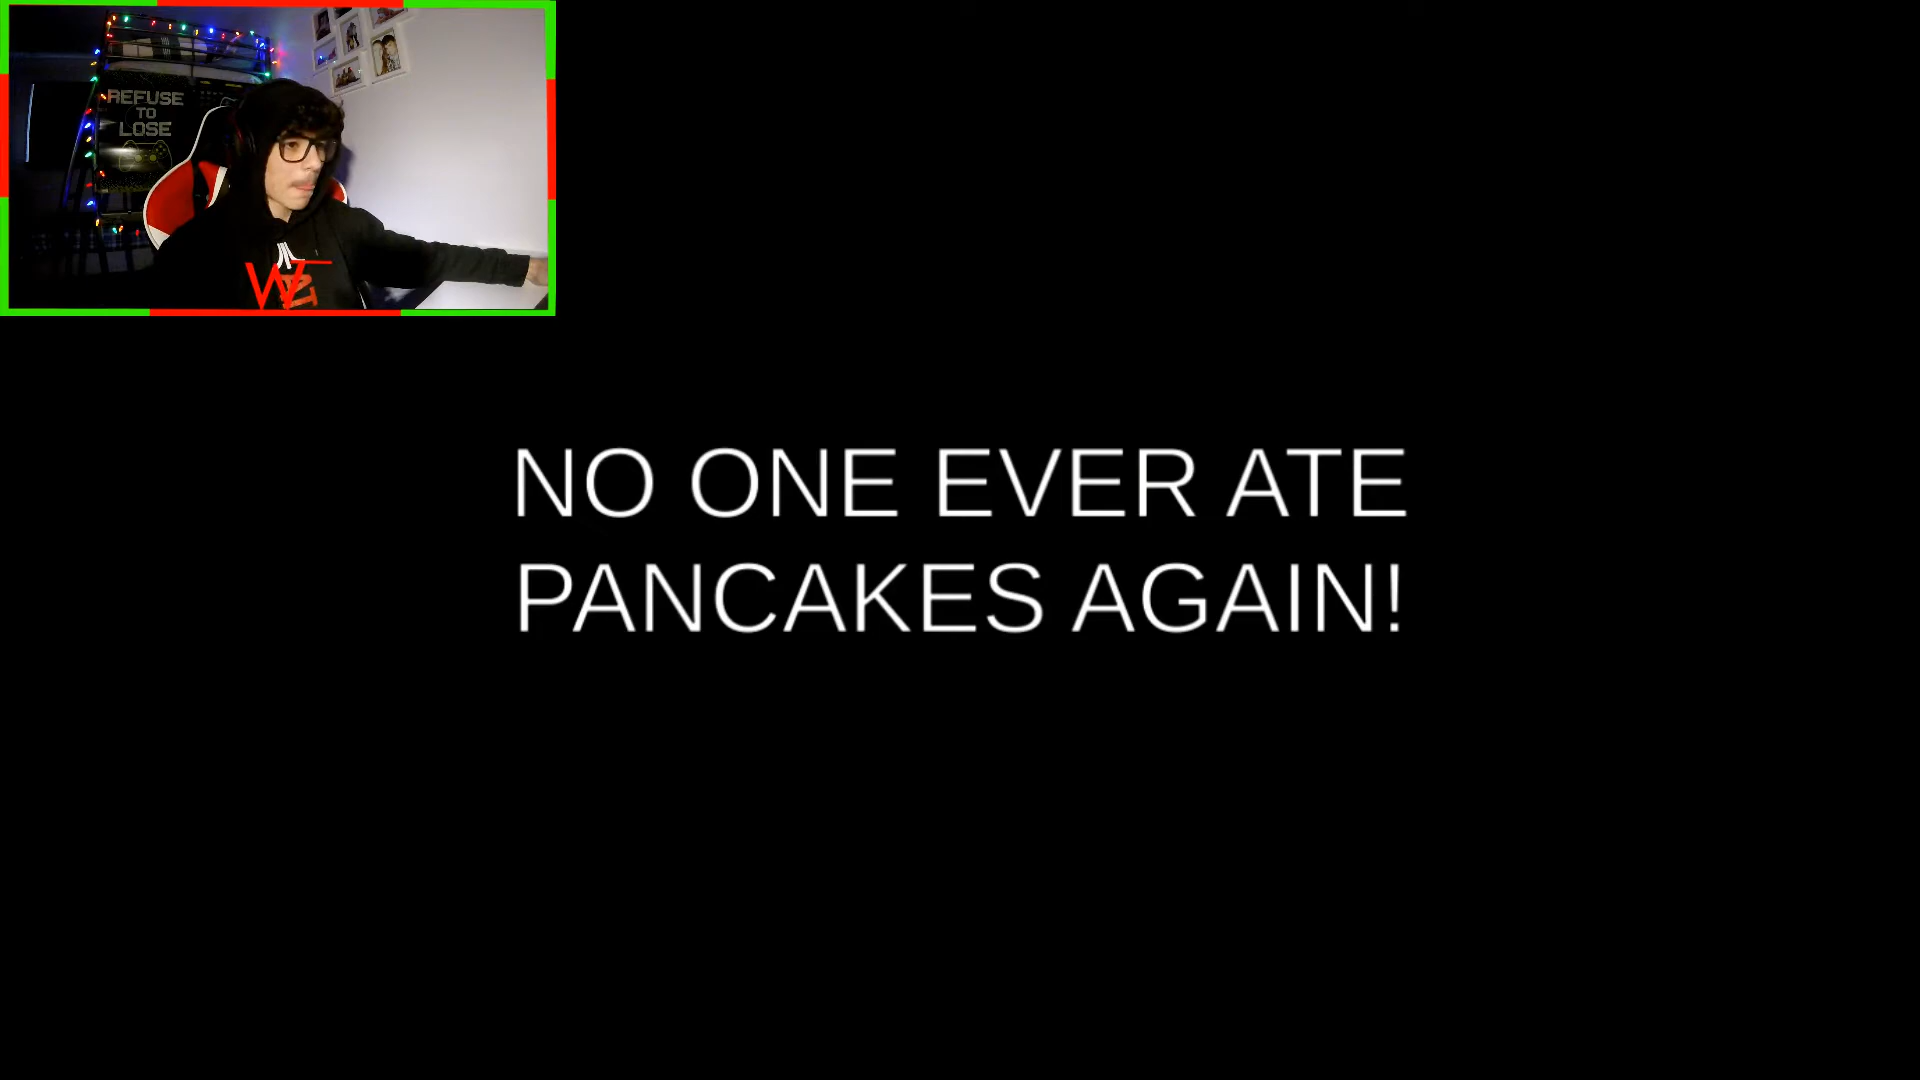 REFUSE
TO
LOSE
NO ONE EVER ATE
PANCAKES AGAIN!